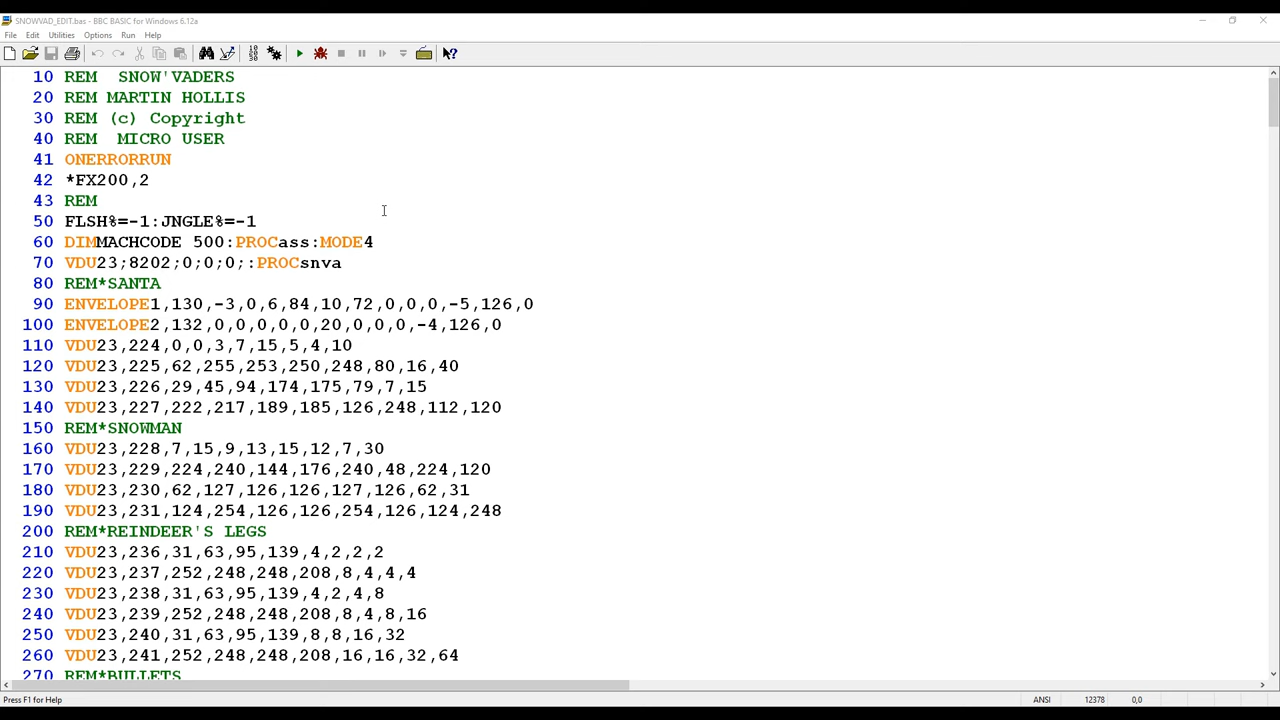 SNOWVAD_EDIT.bas - BBC BASIC for Windows 6.12a
File Edit Utilities Options Run Help
10 REM  SNOW'VADERS
20 REM MARTIN HOLLIS
30 REM (c) Copyright
40 REM  MICRO USER
41 ONERRORRUN
42 *FX200,2
43 REM
50 FLSH%=-1:JNGLE%=-1
60 DIMMACHCODE 500:PROCass:MODE4
70 VDU23;8202;0;0;0;:PROCsnva
80 REM*SANTA
90 ENVELOPE1,130,-3,0,6,84,10,72,0,0,0,-5,126,0
100 ENVELOPE2,132,0,0,0,0,0,20,0,0,0,-4,126,0
110 VDU23,224,0,0,3,7,15,5,4,10
120 VDU23,225,62,255,253,250,248,80,16,40
130 VDU23,226,29,45,94,174,175,79,7,15
140 VDU23,227,222,217,189,185,126,248,112,120
150 REM*SNOWMAN
160 VDU23,228,7,15,9,13,15,12,7,30
170 VDU23,229,224,240,144,176,240,48,224,120
180 VDU23,230,62,127,126,126,127,126,62,31
190 VDU23,231,124,254,126,126,254,126,124,248
200 REM*REINDEER'S LEGS
210 VDU23,236,31,63,95,139,4,2,2,2
220 VDU23,237,252,248,248,208,8,4,4,4
230 VDU23,238,31,63,95,139,4,2,4,8
240 VDU23,239,252,248,248,208,8,4,8,16
250 VDU23,240,31,63,95,139,8,8,16,32
260 VDU23,241,252,248,248,208,16,16,32,64
270 REM*BULLETS
Press F1 for Help ANSI 12378 0,0